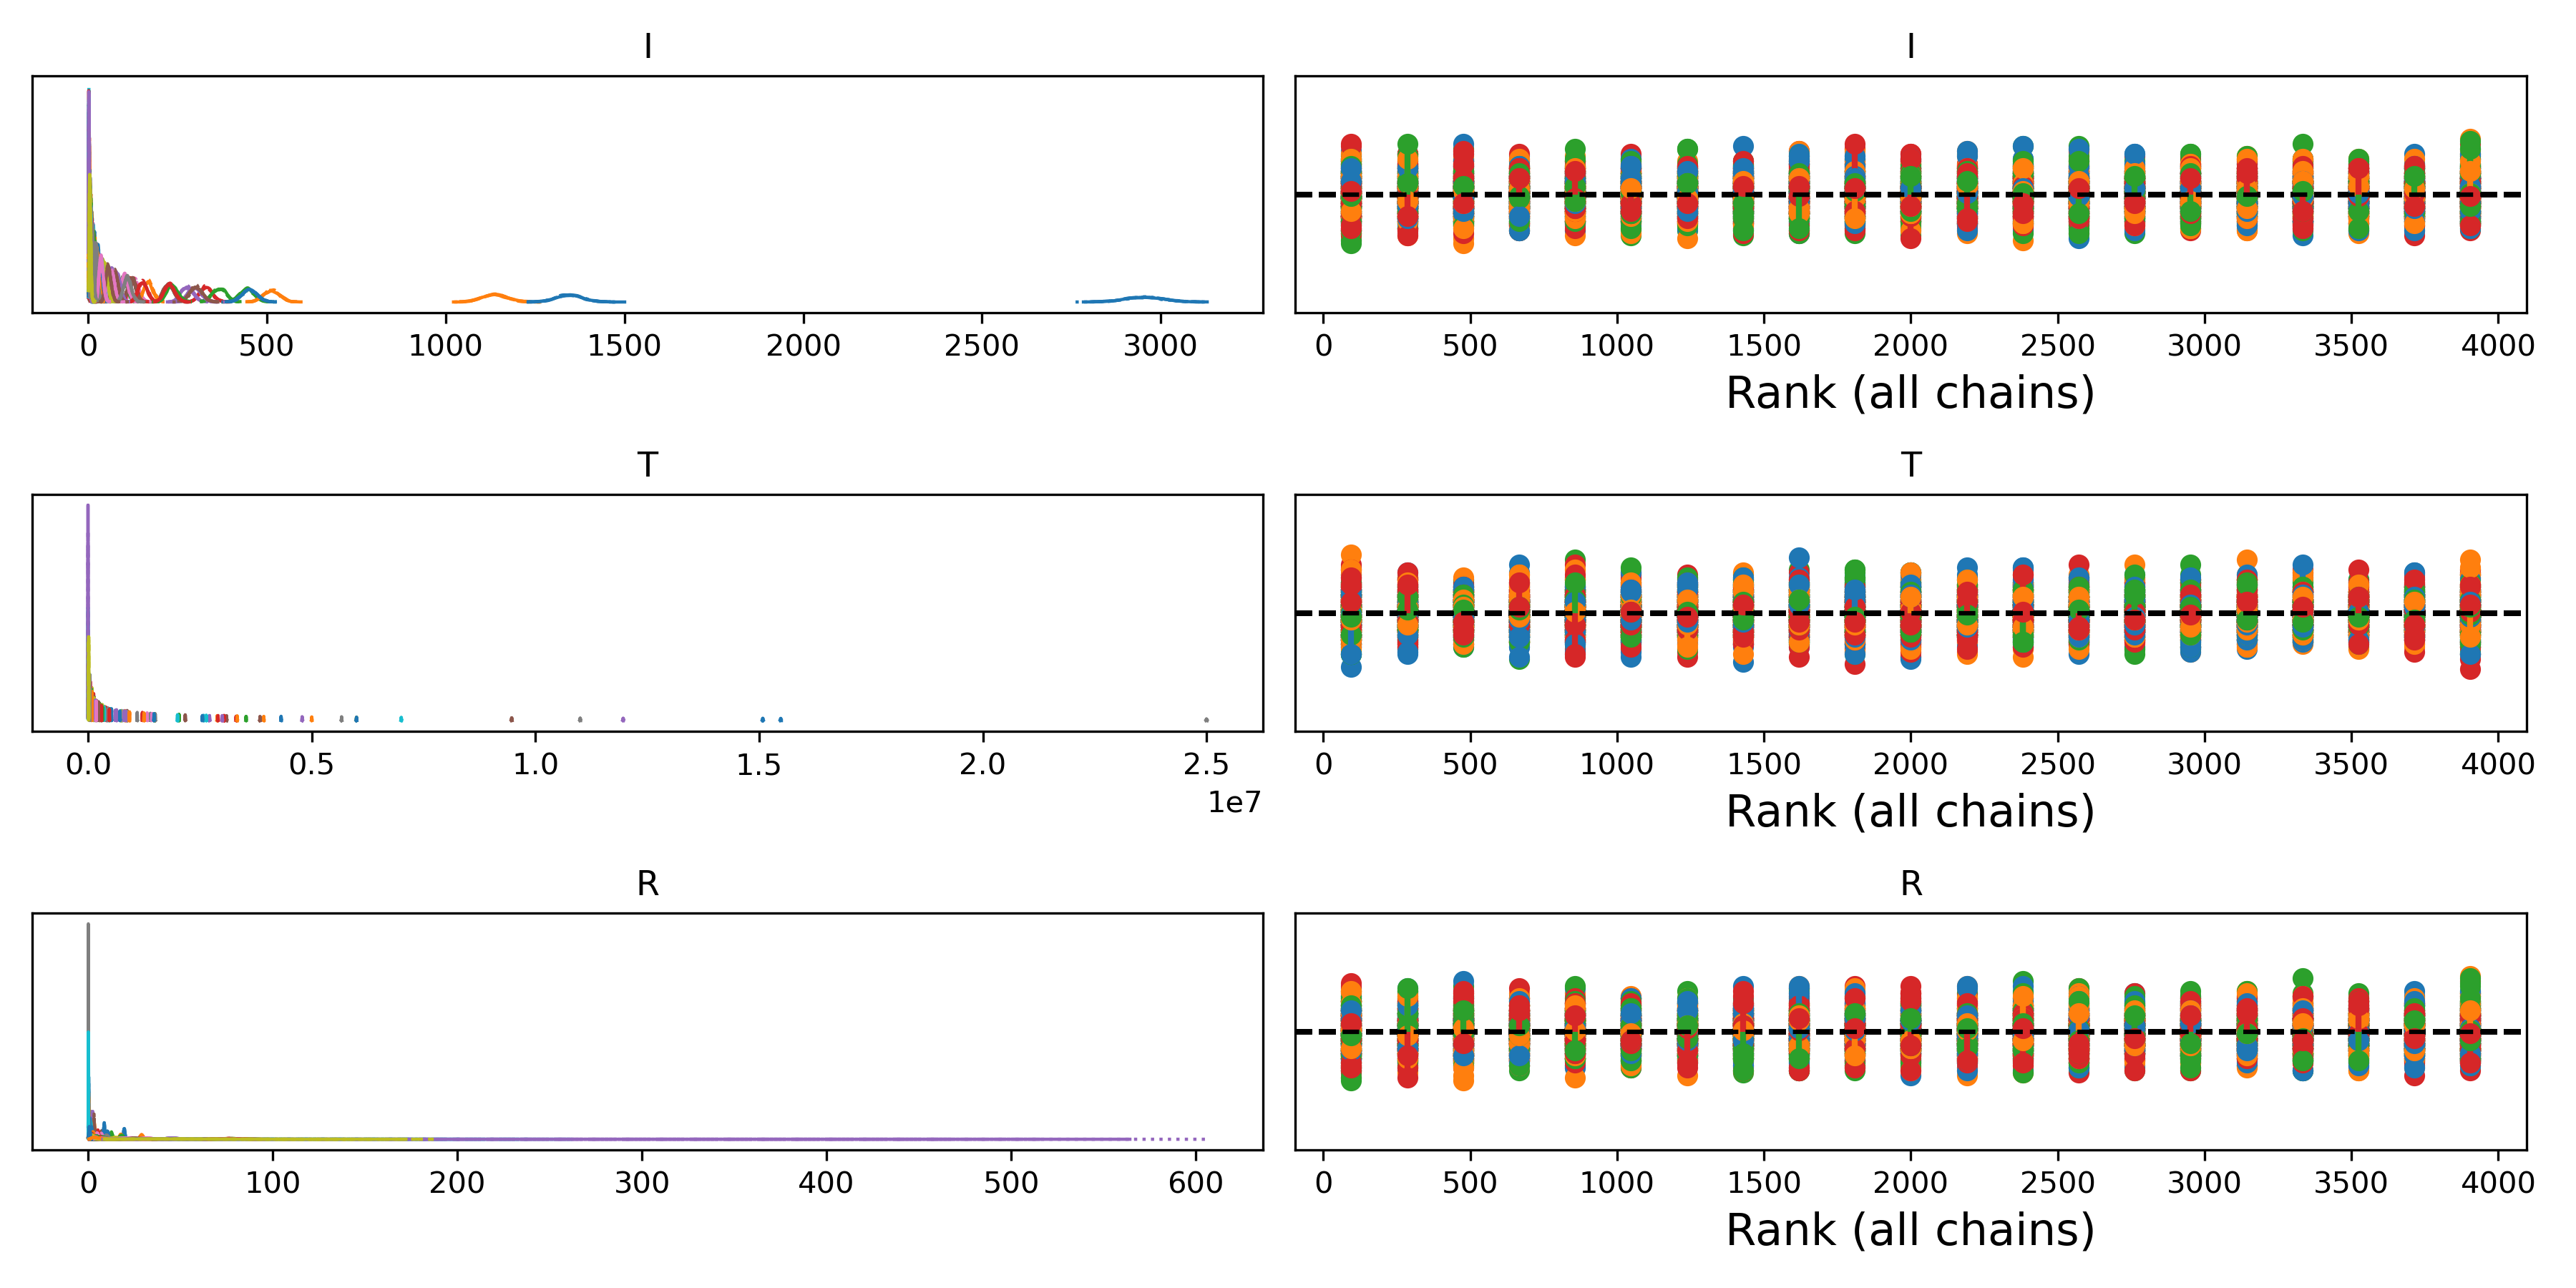 I I
0 500 1000 1500 2000 2500 3000 0 500 1000 1500 2000 2500 3000 3500 4000
Rank (all chains)
T T
0.0 0.5 1.0 1.5 2.0 2.5 0 500 1000 1500 2000 2500 3000 3500 4000
1e7 Rank (all chains)
R R
0 100 200 300 400 500 600 0 500 1000 1500 2000 2500 3000 3500 4000
Rank (all chains)